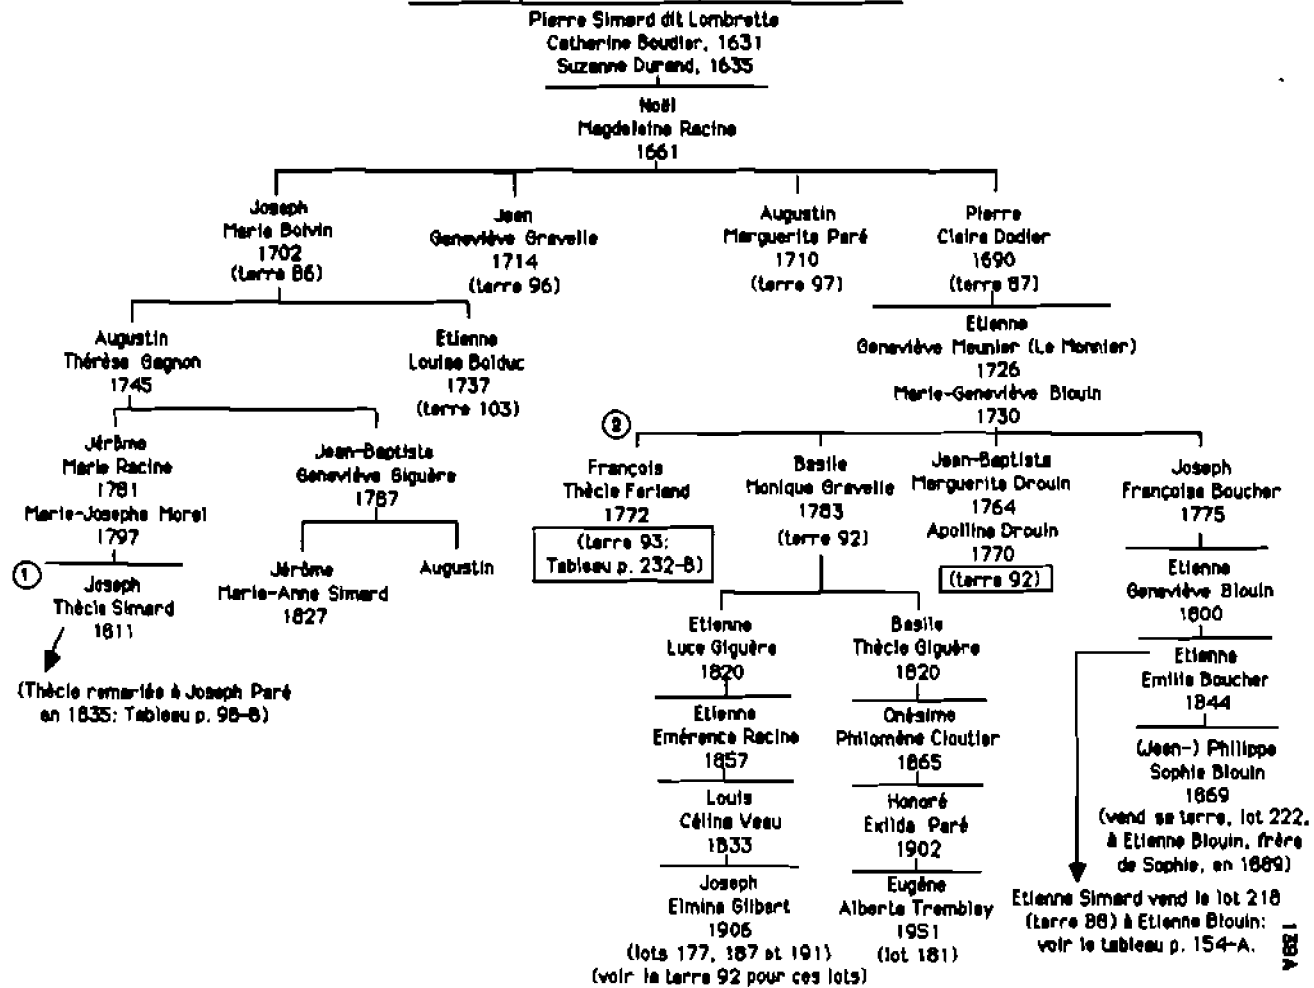 Pierre Simard dit Lombrette
Catherine Boudier, 1631
Suzanne Durand, 1635
Noël
Magdeleine Racine
1661
Joseph
Marie Boivin
1702
(terre 86)
Jean
Geneviève Gravelle
1714
(terre 96)
Augustin
Marguerite Paré
1710
(terre 97)
Pierre
Claire Dodier
1690
(terre 87)
Augustin
Thérèse Gagnon
1745
Etienne
Louise Bolduc
1737
(terre 103)
Etienne
Geneviève Meunier (Le Monnier)
1726
Marie-Geneviève Blouin
1730
Jérôme
Marie Racine
1781
Marie-Josephe Morel
1797
Jean-Baptiste
Geneviève Giguère
1787
2
François
Thècle Ferland
1772
(terre 93:
Tableau p. 232-B)
Basile
Monique Gravelle
1783
(terre 92)
Jean-Baptiste
Marguerite Drouin
1764
Apolline Drouin
1770
(terre 92)
Joseph
Françoise Boucher
1775
1
Joseph
Thècle Simard
1811
Jérôme
Marie-Anne Simard
1827
Augustin
Etienne
Geneviève Blouin
1800
(Thècle remariée à Joseph Paré
en 1835: Tableau p. 98-B)
Etienne
Luce Giguère
1820
Basile
Thècle Giguère
1820
Etienne
Emilie Boucher
1844
Etienne
Emérence Racine
1857
Onésime
Philomène Cloutier
1865
(Jean-) Philippe
Sophie Blouin
1869
(vend sa terre, lot 222,
à Etienne Blouin, frère
de Sophie, en 1889)
Louis
Céline Veau
1833
Honoré
Exilda Paré
1902
Joseph
Elmina Gilbert
1906
(lots 177, 187 et 191)
(voir la terre 92 pour ces lots)
Eugène
Alberta Tremblay
1951
(lot 181)
Etienne Simard vend le lot 218
(terre 88) à Etienne Blouin:
voir le tableau p. 154-A.
139A